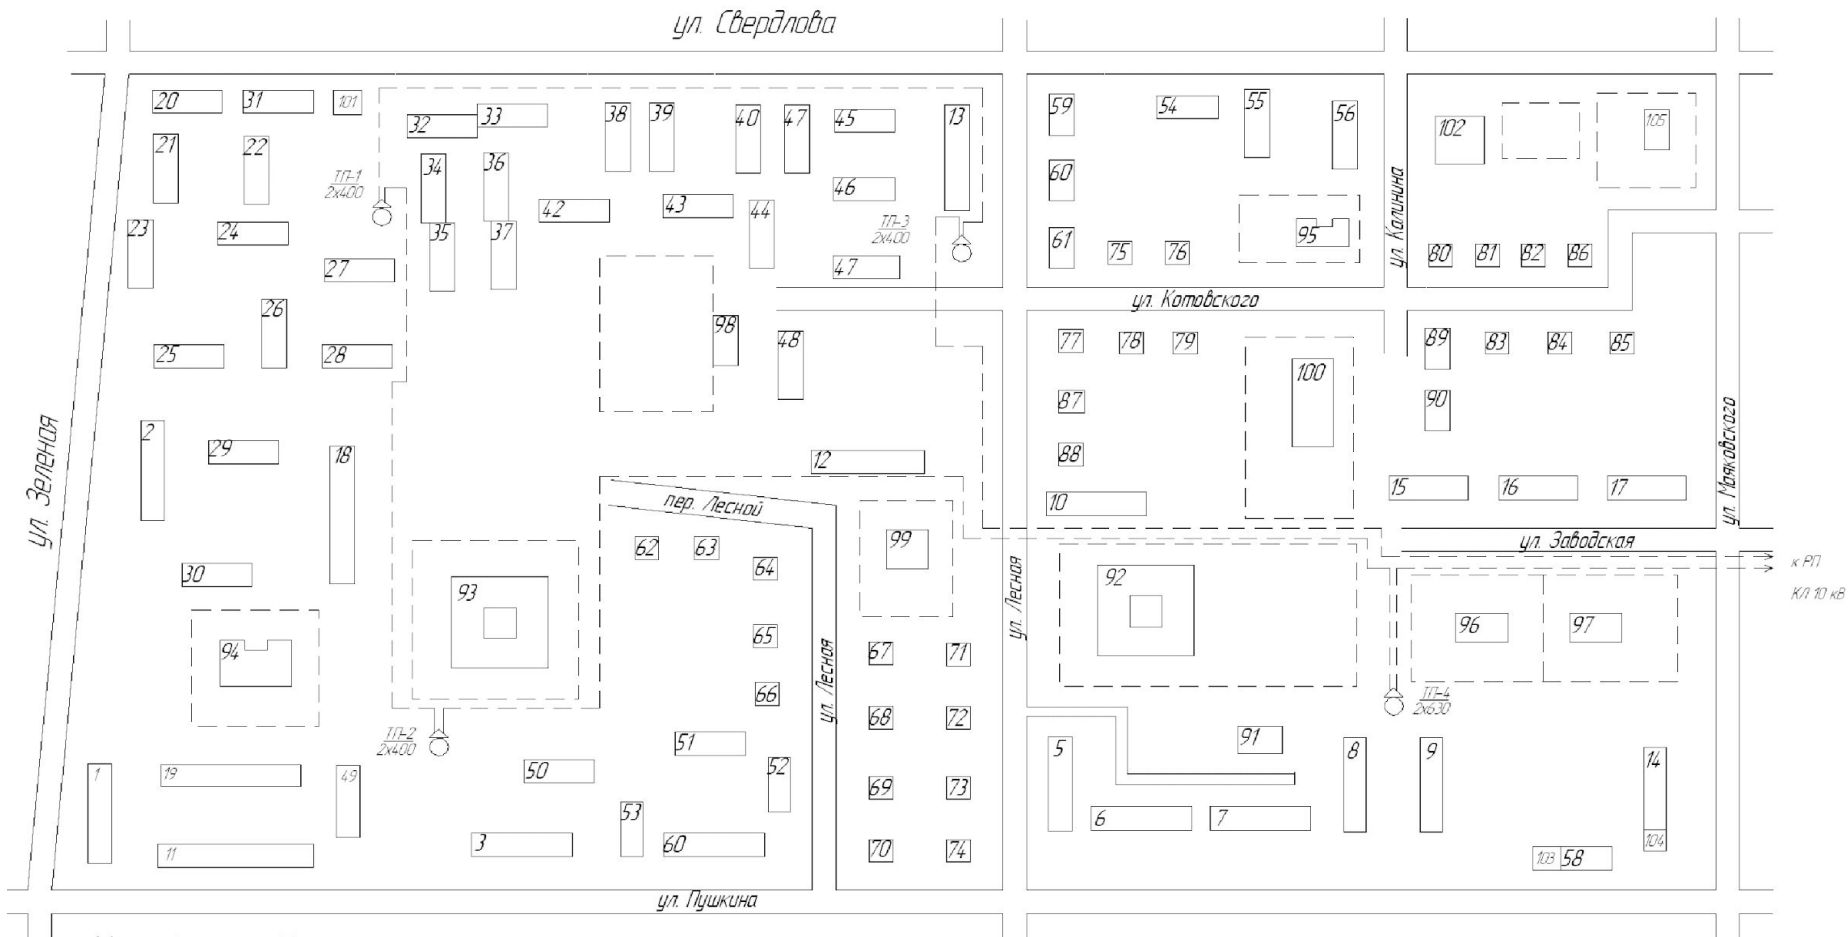 ул. Свердлова
20 31 101 32 33 38 39 40 47 45 13 59 54 55 56 102 105
21 22 34 36 46 60
ТП-1
2х400
42 43 44
ТП-3
2х400
ул. Калинина
23 24 35 37 61 75 76 95 80 81 82 86
27 47
ул. Котовского
26 98 48 77 78 79 89 83 84 85
25 28 100
87 90
2 29 18 12 88
ул. Зеленая
ул. Маяковского
10 15 16 17
пер. Лесной
62 63 99
ул. Заводская
к РП
КЛ 10 кВ
30 93 64 92
ул. Лесная
94 65 67 71 96 97
66
ул. Лесная
68 72
ТП-4
2х630
ТП-2
2х400
51 5 91 8 9 14
1 19 49 50 52 69 73
53 6 7
11 3 60 70 74 103 58 104
ул. Пушкина